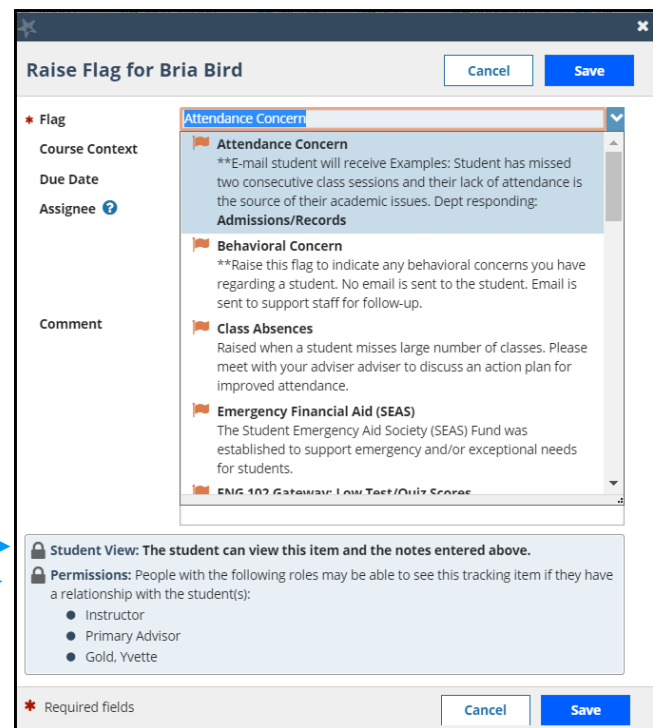 Raise Flag for Bria Bird
Cancel
Save
* Flag
Attendance Concern
Course Context
Due Date
Assignee ?
Comment
Attendance Concern
**E-mail student will receive Examples: Student has missed
two consecutive class sessions and their lack of attendance is
the source of their academic issues. Dept responding:
Admissions/Records
Behavioral Concern
**Raise this flag to indicate any behavioral concerns you have
regarding a student. No email is sent to the student. Email is
sent to support staff for follow-up.
Class Absences
Raised when a student misses large number of classes. Please
meet with your adviser adviser to discuss an action plan for
improved attendance.
Emergency Financial Aid (SEAS)
The Student Emergency Aid Society (SEAS) Fund was
established to support emergency and/or exceptional needs
for students.
ENG 102 Gateway: Low Test/Quiz Scores
Student View: The student can view this item and the notes entered above.
Permissions: People with the following roles may be able to see this tracking item if they have
a relationship with the student(s):
● Instructor
● Primary Advisor
● Gold, Yvette
* Required fields
Cancel
Save